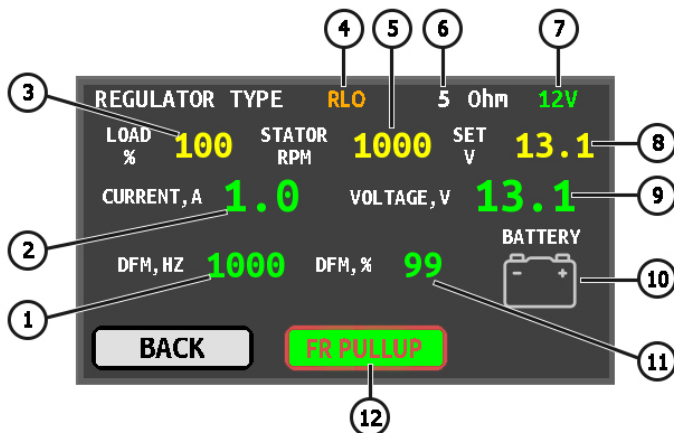 4 5 6 7
3
REGULATOR TYPE RLO 5 Ohm 12V
LOAD % 100 STATOR RPM 1000 SET V 13.1 8
CURRENT,A 1.0 VOLTAGE,V 13.1 9
2
BATTERY
DFM,HZ 1000 DFM,% 99 - + 10
1
BACK FR PULLUP 11
12